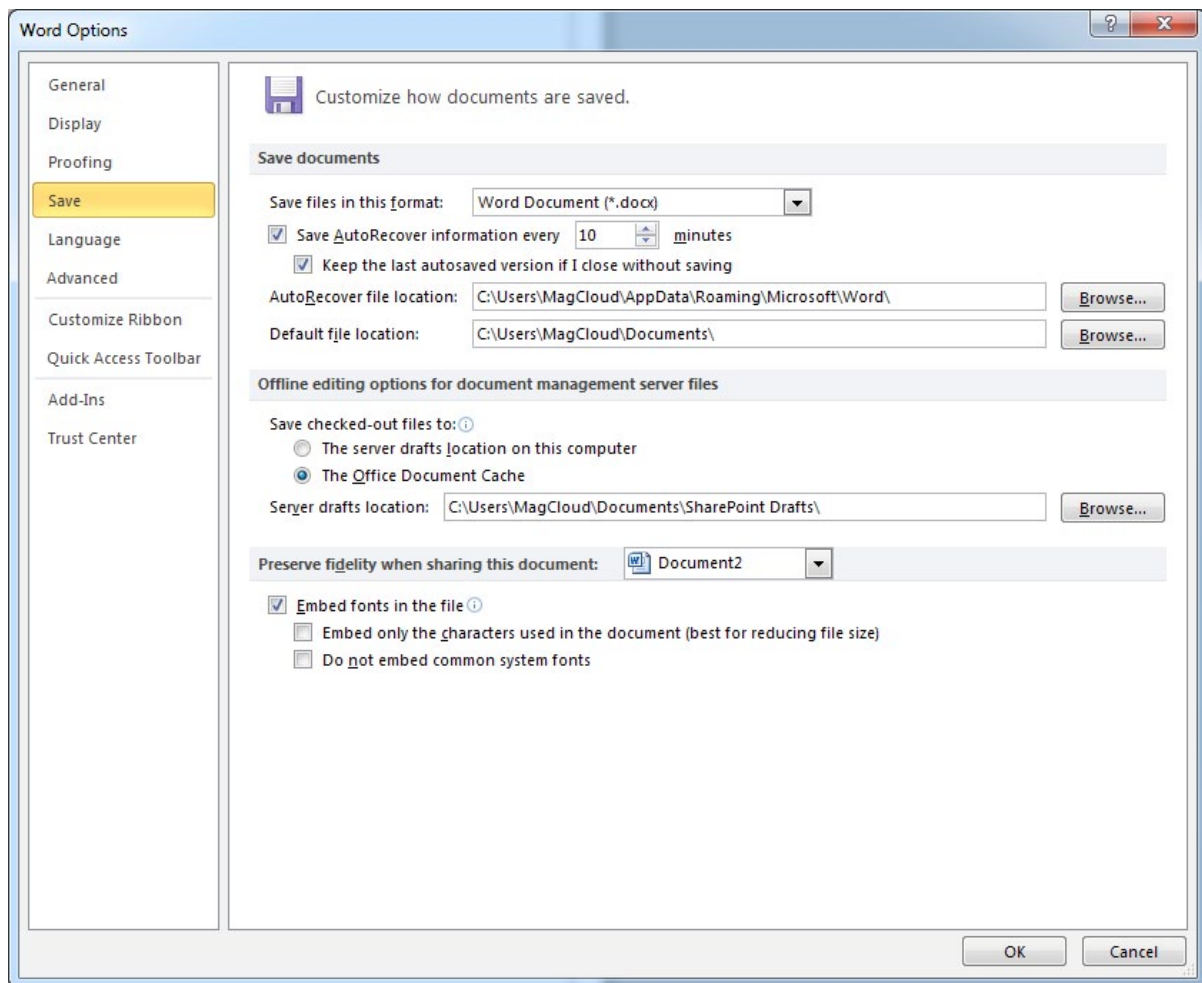 Word Options
General
Display
Proofing
Save
Language
Advanced
Customize Ribbon
Quick Access Toolbar
Add-Ins
Trust Center
Customize how documents are saved.
Save documents
Save files in this format: Word Document (*.docx)
Save AutoRecover information every 10 minutes
Keep the last autosaved version if I close without saving
AutoRecover file location: C:\Users\MagCloud\AppData\Roaming\Microsoft\Word\ Browse...
Default file location: C:\Users\MagCloud\Documents\ Browse...
Offline editing options for document management server files
Save checked-out files to:
The server drafts location on this computer
The Office Document Cache
Server drafts location: C:\Users\MagCloud\Documents\SharePoint Drafts\ Browse...
Preserve fidelity when sharing this document: Document2
Embed fonts in the file
Embed only the characters used in the document (best for reducing file size)
Do not embed common system fonts
OK Cancel